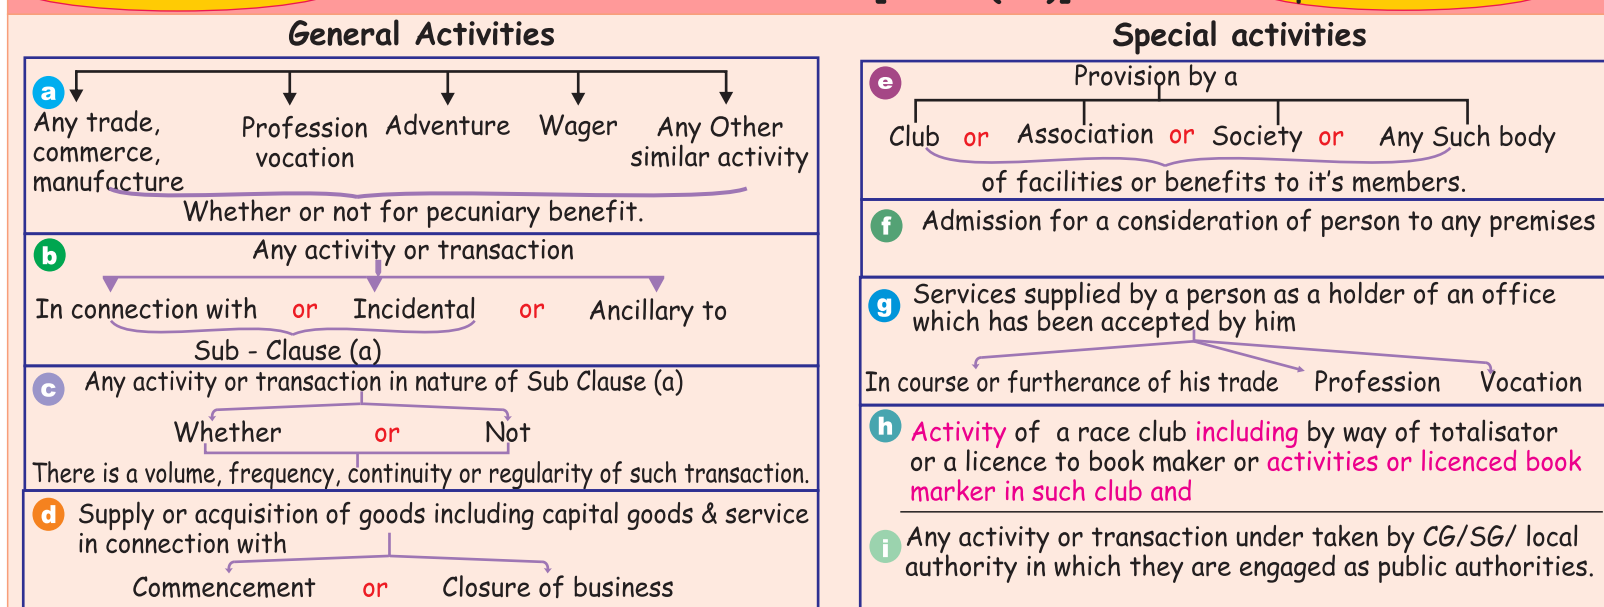 General Activities
a
Any trade,
commerce,
manufacture
Profession
vocation
Adventure
Wager
Any Other
similar activity
Whether or not for pecuniary benefit.
b
Any activity or transaction
In connection with or Incidental or Ancillary to
Sub - Clause (a)
c
Any activity or transaction in nature of Sub Clause (a)
Whether or Not
There is a volume, frequency, continuity or regularity of such transaction.
d
Supply or acquisition of goods including capital goods & service
in connection with
Commencement or Closure of business
Special activities
e
Provision by a
Club or Association or Society or Any Such body
of facilities or benefits to it's members.
f
Admission for a consideration of person to any premises
g
Services supplied by a person as a holder of an office
which has been accepted by him
In course or furtherance of his trade Profession Vocation
h
Activity of a race club including by way of totalisator
or a licence to book maker or activities or licenced book
marker in such club and
i
Any activity or transaction under taken by CG/SG/ local
authority in which they are engaged as public authorities.